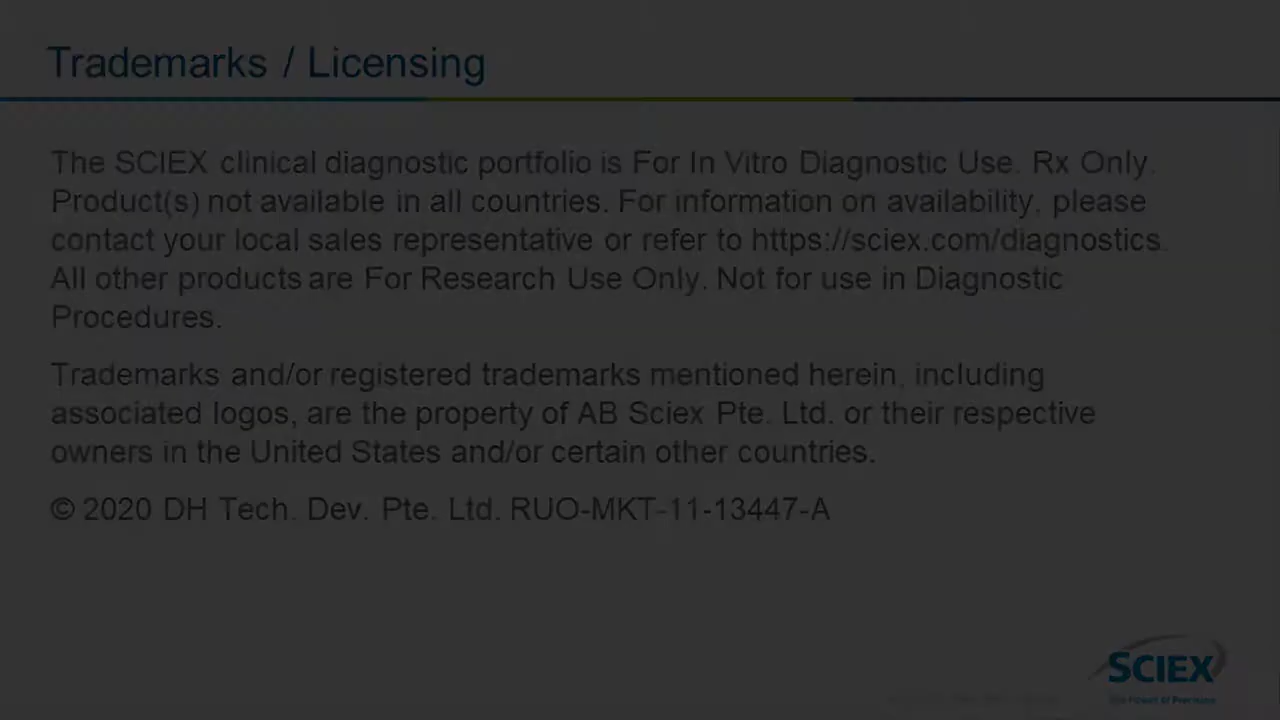 Trademarks / Licensing
The SCIEX clinical diagnostic portfolio is For In Vitro Diagnostic Use. Rx Only.
Product(s) not available in all countries. For information on availability, please
contact your local sales representative or refer to https://sciex.com/diagnostics.
All other products are For Research Use Only. Not for use in Diagnostic
Procedures.
Trademarks and/or registered trademarks mentioned herein, including
associated logos, are the property of AB Sciex Pte. Ltd. or their respective
owners in the United States and/or certain other countries.
© 2020 DH Tech. Dev. Pte. Ltd. RUO-MKT-11-13447-A
SCIEX
The Power of Precision